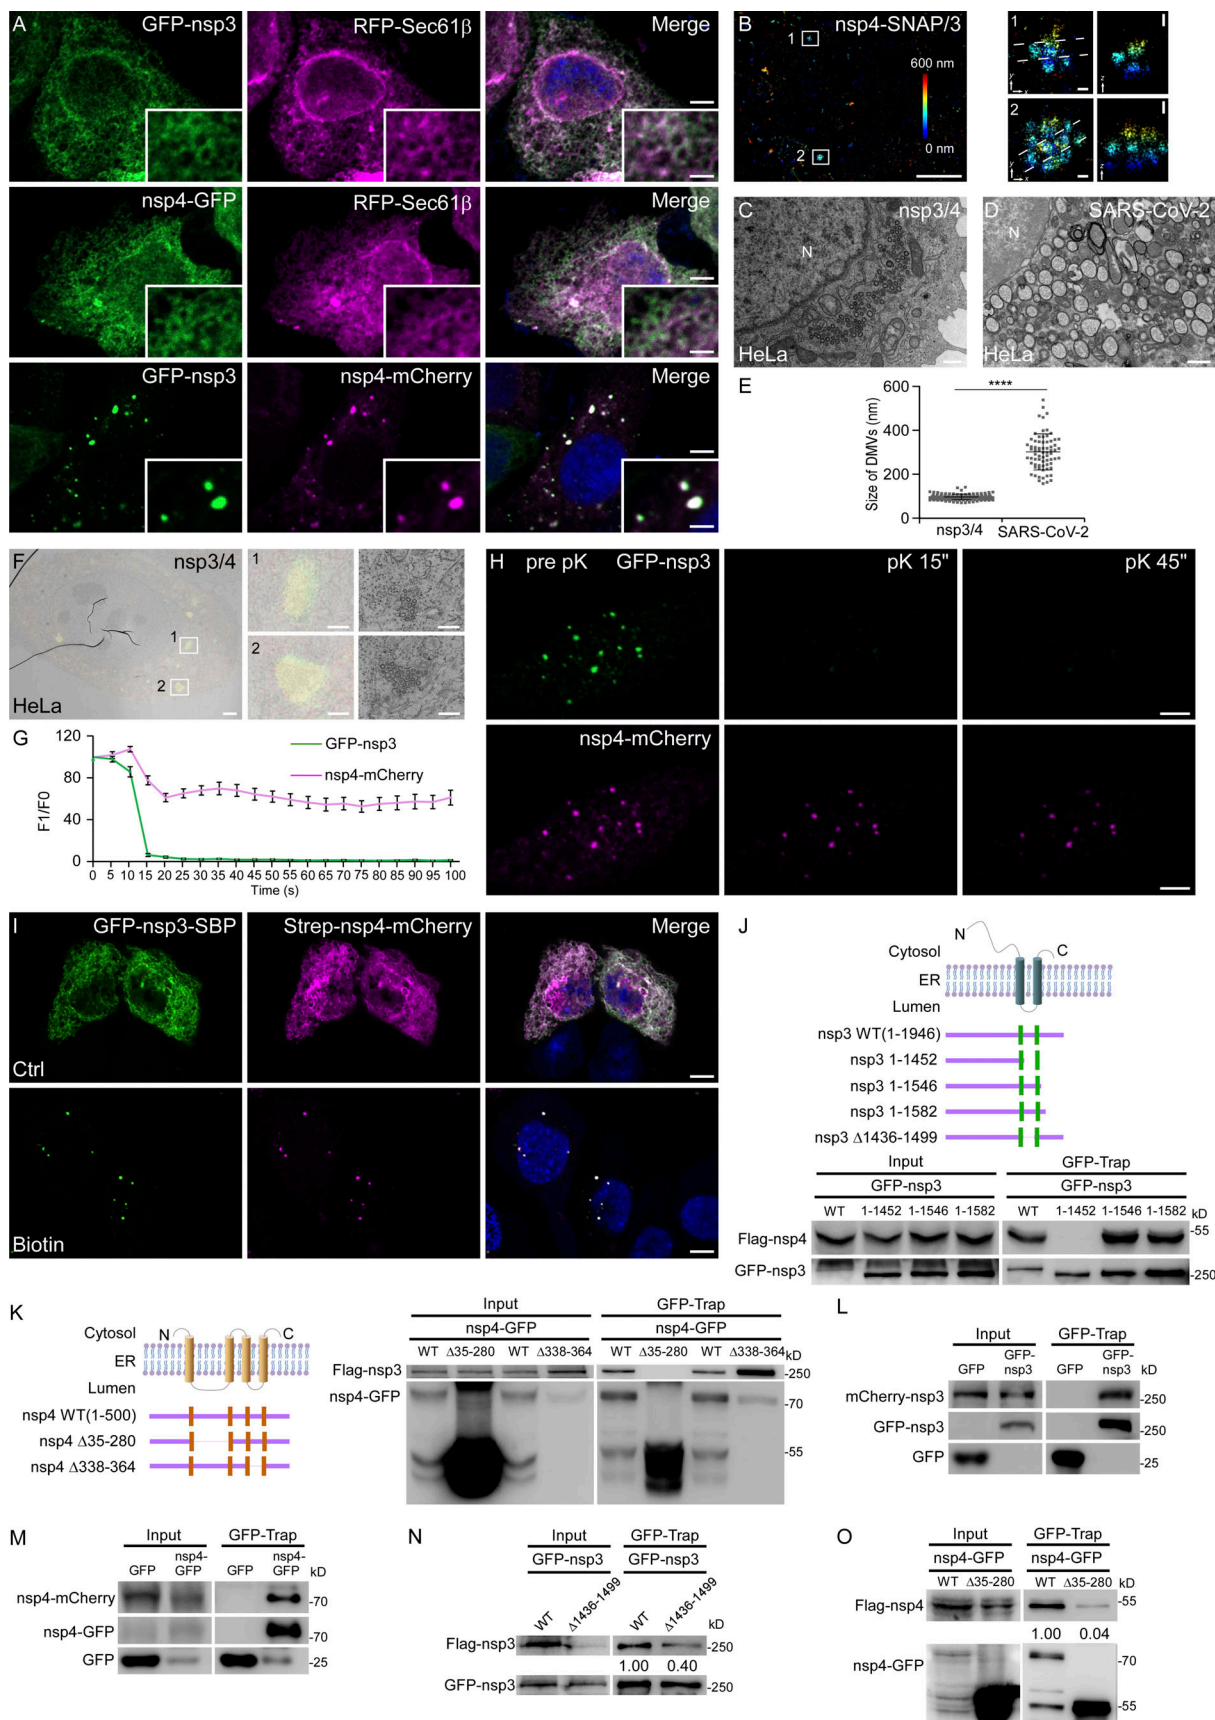 A GFP-nsp3 RFP-Sec61β Merge
nsp4-GFP RFP-Sec61β Merge
GFP-nsp3 nsp4-mCherry Merge
B nsp4-SNAP/3
1
600 nm
0 nm
2
1
y
x
z
2
y
x
z
C nsp3/4
N
HeLa
D SARS-CoV-2
N
HeLa
E
Size of DMVs (nm)
600
400
200
0
****
nsp3/4 SARS-CoV-2
F nsp3/4
1
2
HeLa
1
2
G
F1/F0
120
80
40
0
GFP-nsp3
nsp4-mCherry
0 5 10 15 20 25 30 35 40 45 50 55 60 65 70 75 80 85 90 95 100
Time (s)
H pre pK GFP-nsp3 pK 15" pK 45"
nsp4-mCherry
I GFP-nsp3-SBP Strep-nsp4-mCherry Merge
Ctrl
Biotin
J
N C
Cytosol
ER
Lumen
nsp3 WT(1-1946)
nsp3 1-1452
nsp3 1-1546
nsp3 1-1582
nsp3 Δ1436-1499
Input GFP-Trap
GFP-nsp3 GFP-nsp3
WT 1-1452 1-1546 1-1582 WT 1-1452 1-1546 1-1582 kD
Flag-nsp4 -55
GFP-nsp3 -250
K
Cytosol N C
ER
Lumen
nsp4 WT(1-500)
nsp4 Δ35-280
nsp4 Δ338-364
Input GFP-Trap
nsp4-GFP nsp4-GFP
WT Δ35-280 WT Δ338-364 WT Δ35-280 WT Δ338-364 kD
Flag-nsp3 -250
nsp4-GFP -70
-55
L
Input GFP-Trap
GFP GFP-nsp3 GFP GFP-nsp3 kD
mCherry-nsp3 -250
GFP-nsp3 -250
GFP -25
M
Input GFP-Trap
GFP nsp4-GFP GFP nsp4-GFP kD
nsp4-mCherry -70
nsp4-GFP -70
GFP -25
N
Input GFP-Trap
GFP-nsp3 GFP-nsp3
WT Δ1436-1499 WT Δ1436-1499 kD
Flag-nsp3 -250
1.00 0.40
GFP-nsp3 -250
O
Input GFP-Trap
nsp4-GFP nsp4-GFP
WT Δ35-280 WT Δ35-280 kD
Flag-nsp4 -55
1.00 0.04
nsp4-GFP -70
-55